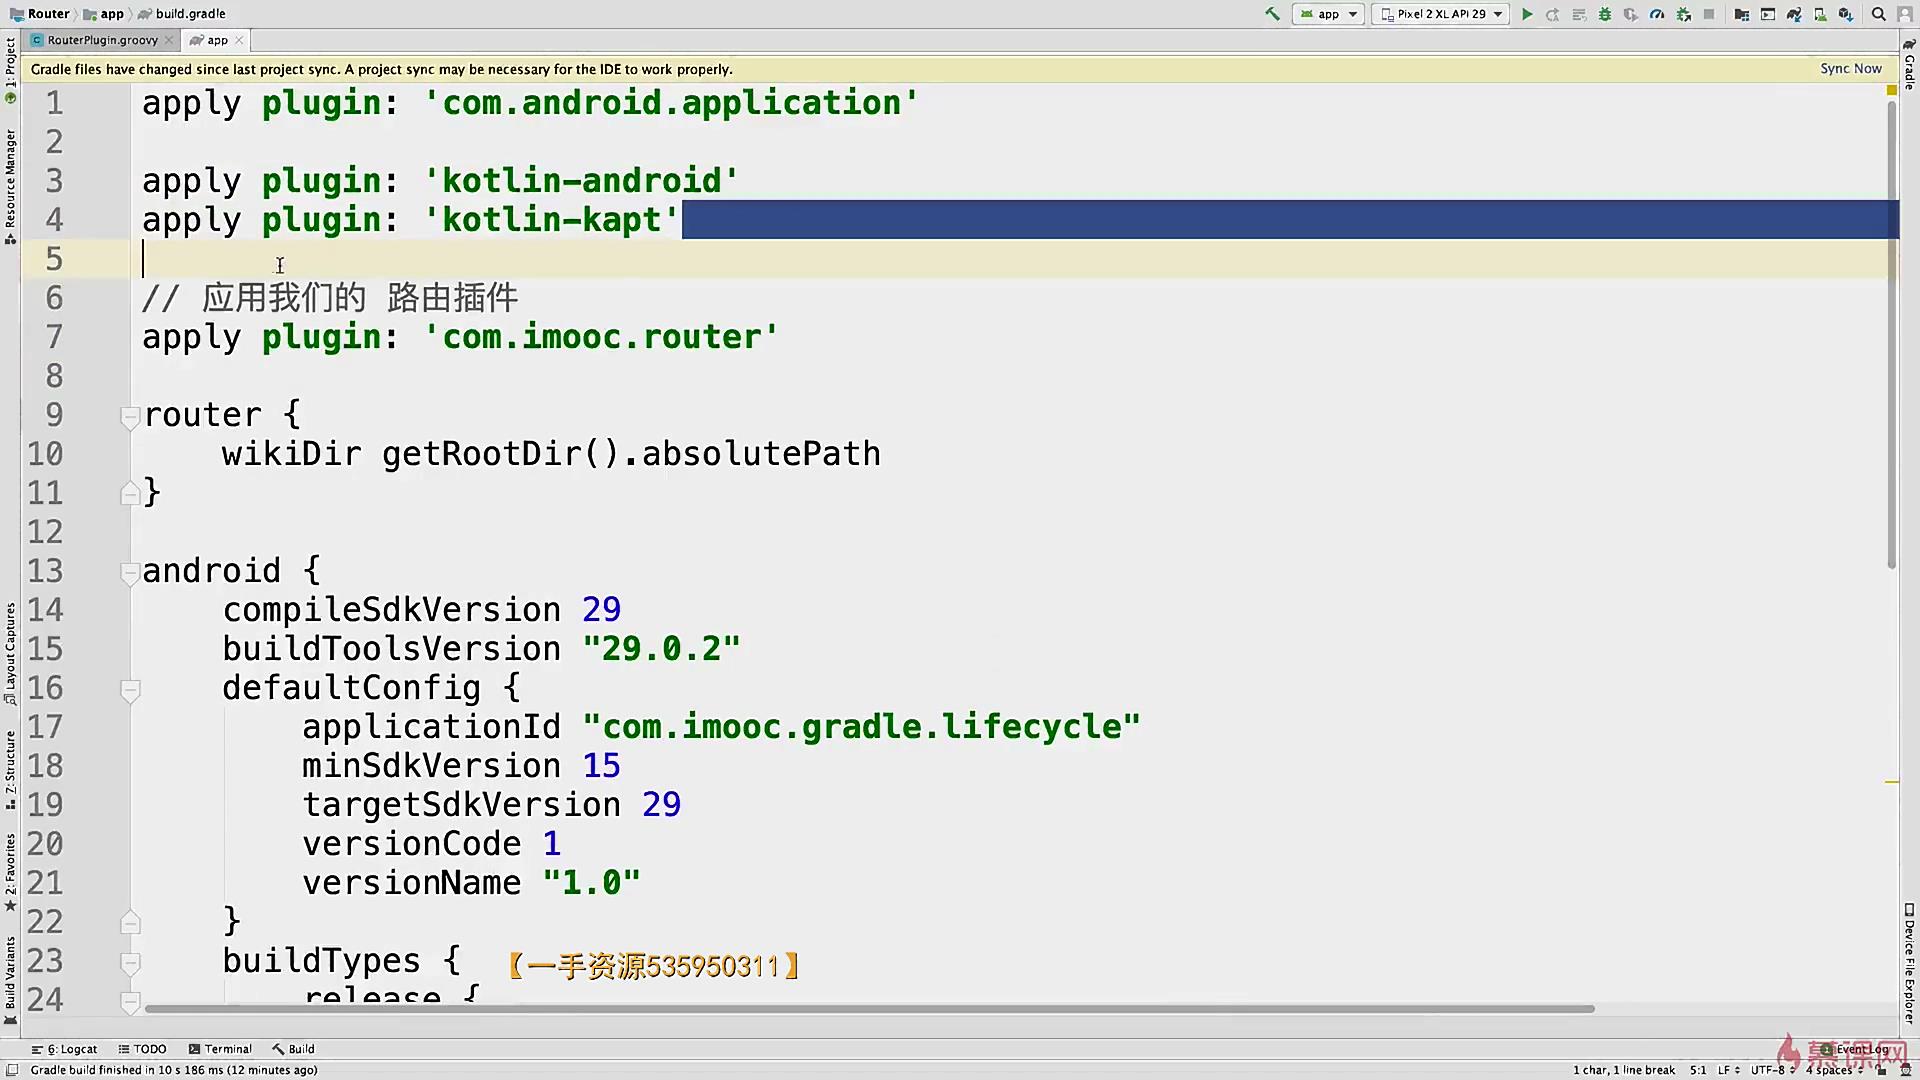 Router app build.gradle app Pixel 2 XL API 29
RouterPlugin.groovy app
Gradle files have changed since last project sync. A project sync may be necessary for the IDE to work properly. Sync Now
1 apply plugin: 'com.android.application'
2
3 apply plugin: 'kotlin-android'
4 apply plugin: 'kotlin-kapt'
5
6 // 应用我们的 路由插件
7 apply plugin: 'com.imooc.router'
8
9 router {
10 wikiDir getRootDir().absolutePath
11 }
12
13 android {
14 compileSdkVersion 29
15 buildToolsVersion "29.0.2"
16 defaultConfig {
17 applicationId "com.imooc.gradle.lifecycle"
18 minSdkVersion 15
19 targetSdkVersion 29
20 versionCode 1
21 versionName "1.0"
22 }
23 buildTypes {
【一手资源535950311】
24 release {
1: Project
Resource Manager
Layout Captures
Z: Structure
2: Favorites
Build Variants
Gradle
Device File Explorer
6: Logcat TODO Terminal Build Event Log
慕课网
Gradle build finished in 10 s 186 ms (12 minutes ago) 1 char, 1 line break 5:1 LF UTF-8 4 spaces